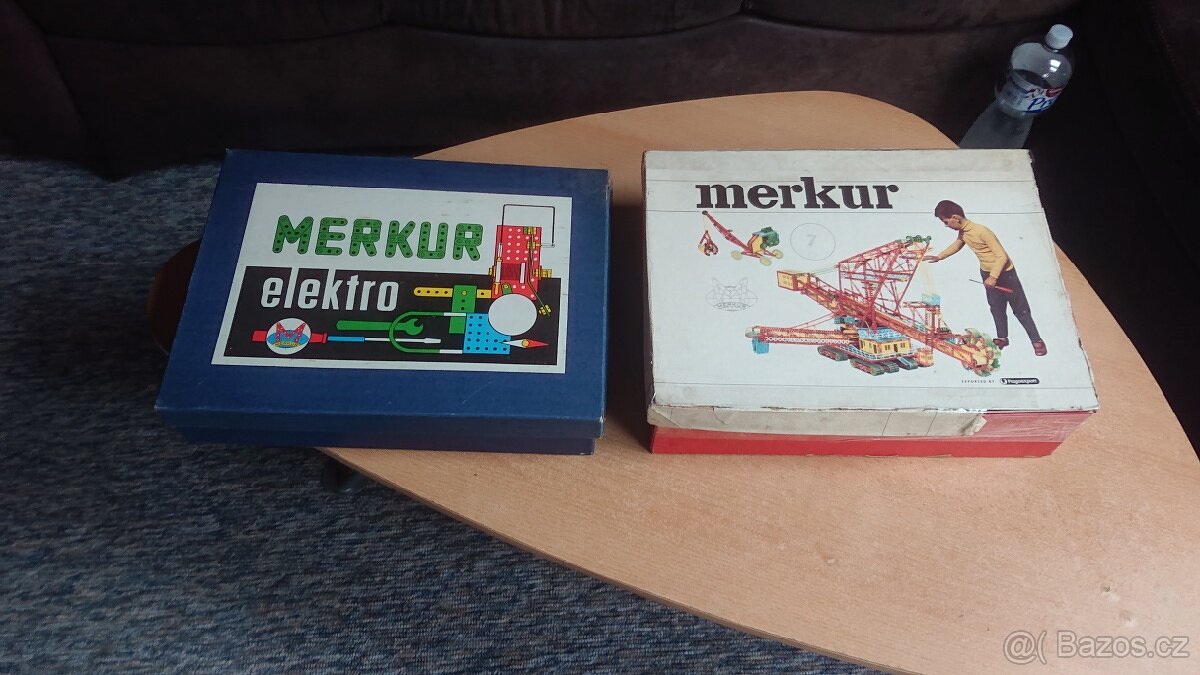 MERKUR
elektro
merkur
7
MERKUR
EXPORTED BY Pragoexport
@( Bazos.cz